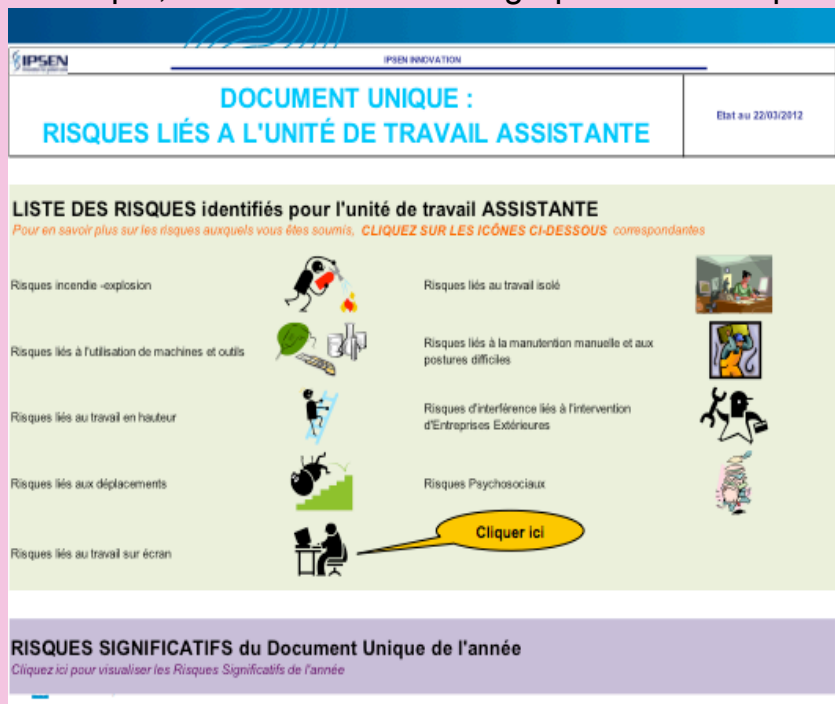 IPSEN
IPSEN INNOVATION
DOCUMENT UNIQUE :
RISQUES LIÉS A L'UNITÉ DE TRAVAIL ASSISTANTE
Etat au 22/03/2012
LISTE DES RISQUES identifiés pour l'unité de travail ASSISTANTE
Pour en savoir plus sur les risques auxquels vous êtes soumis, CLIQUEZ SUR LES ICÔNES CI-DESSOUS correspondantes
Risques incendie -explosion
Risques liés au travail isolé
Risques liés à l'utilisation de machines et outils
Risques liés à la manutention manuelle et aux
postures difficiles
Risques liés au travail en hauteur
Risques d'interférence liés à l'intervention
d'Entreprises Extérieures
Risques liés aux déplacements
Risques Psychosociaux
Cliquer ici
Risques liés au travail sur écran
RISQUES SIGNIFICATIFS du Document Unique de l'année
Cliquez ici pour visualiser les Risques Significatifs de l'année